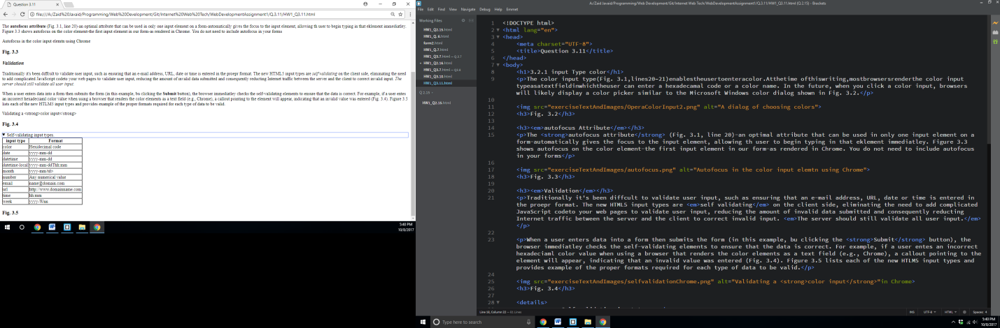 Question 3.11
file:///A:/Zaid%20Javaid/Programming/Web%20Development/Git/Internet%20Web%20Tech/WebDevelopmentAssignment1/Q.3.11/HW1_Q3.11.html
The autofocus attribute (Fig. 3.1, line 20)-an optimal attribute that can be used in only one input element on a form-automatically gives the focus to the input element, allowing th user to begin typing in that eklement immediatley.
Figure 3.3 shows autofocus on the color element-the first input element in our form-as rendered in Chrome. You do not need to include autofocus in your forms
Autofocus in the color input elemtn using Chrome
Fig. 3.3
Validation
Traditionally it's been diffcult to validate user input, such as ensuring that an e-mail address, URL, date or time is entered in the proepr format. The new HTML5 input types are self validating on the client side, eliminating the need
to add complicated JavaScript codeto your web pages to validate user input, reducing the amount of invalid data submitted and consequently reducting Internet traffic between the server and the client to correct invalid input. The
server should still validate all user input.
When a user enters data into a form then submits the form (in this example, bu clicking the Submit button), the browser immediatley checks the self-validating elements to ensure that the data is correct. For example, if a user entes
an incorrect hexadeciaml color value when using a browser that renders the color elements as a text field (e.g., Chrome), a callout pointing to the element will appear, indicating that an invalid value was entered (Fig. 3.4). Figure 3.5
lists each of the new HTLM5 input types and provides example of the proper formats required for each type of data to be valid.
Validating a <strong>color input<strong>
Fig. 3.4
▼ Self-validating input types.
input type Format
color Hexidecimal code
date yyyy-mm-dd
datetime yyyy-mm-dd
datetime-local yyyy-mm-ddThh:mm
month yyyy-mm/td>
number Any numerical value
email name@domain.com
url http://www.domainname.com
time hh:mm
week yyyy-Wnn
Fig. 3.5
5:40 PM
10/8/2017
A:/Zaid Javaid/Programming/Web Development/Git/Internet Web Tech/WebDevelopmentAssignment1/Q.3.11/HW1_Q3.11.html (Q 2.15) - Brackets
File Edit Find View Navigate Debug Help Emmet
Working Files
HW1_Q2.15.html
HW1_Q.6.html
form2.html
HW1_Q.7.html
HW1_Q3.7.html — Q.3.7
HW1_Q2.16.html
HW1_Q3.7.html — Q3.8
HW1_Q3.10.html
HW1_Q3.11.html
Q 2.15
HW1_Q2.15.html
1 <!DOCTYPE html>
2 <html lang="en">
3 <head>
4 <meta charset="UTF-8">
5 <title>Question 3.11</title>
6 </head>
7 <body>
8 <h1>3.2.1 input Type color</h1>
9 <p>The color input type(Fig. 3.1,lines20-21)enablestheusertoenteracolor.Atthetime ofthiswriting,mostbrowsersrenderthe color input
typeasatextfieldinwhichtheuser can enter a hexadecimal code or a color name. In the future, when you click a color input, browsers
will likely display a color picker similar to the Microsoft Windows color dialog shown in Fig. 3.2.</p>
10
11 <img src="exerciseTextAndImages/OperaColorInput2.png" alt="A dialog of choosing colors">
12 <h3>Fig. 3.2</h3>
13
14 <h3><em>autofocus Attribute</em></h3>
15 <p>The <strong>autofocus attribute</strong> (Fig. 3.1, line 20)-an optimal attribute that can be used in only one input element on a
form-automatically gives the focus to the input element, allowing th user to begin typing in that eklement immediatley. Figure 3.3
shows autofocus on the color element-the first input element in our form-as rendered in Chrome. You do not need to include autofocus
in your forms</p>
16
17 <img src="exerciseTextAndImages/autofocus.png" alt="Autofocus in the color input elemtn using Chrome">
18 <h3>Fig. 3.3</h3>
19
20 <h3><em>Validation</em></h3>
21 <p>Traditionally it's been diffcult to validate user input, such as ensuring that an e-mail address, URL, date or time is entered in
the proepr format. The new HTML5 input types are <em>self validating</em> on the client side, eliminating the need to add complicated
JavaScript codeto your web pages to validate user input, reducing the amount of invalid data submitted and consequently reducting
Internet traffic between the server and the client to correct invalid input. <em>The server should still validate all user input.</em>
</p>
22
23 <p>When a user enters data into a form then submits the form (in this example, bu clicking the <strong>Submit</strong> button), the
browser immediatley checks the self-validating elements to ensure that the data is correct. For example, if a user entes an incorrect
hexadeciaml color value when using a browser that renders the color elements as a text field (e.g., Chrome), a callout pointing to the
element will appear, indicating that an invalid value was entered (Fig. 3.4). Figure 3.5 lists each of the new HTLM5 input types and
provides example of the proper formats required for each type of data to be valid.</p>
24
25 <img src="exerciseTextAndImages/selfvalidationChrome.png" alt="Validating a <strong>color input</strong>"in Chrome>
26 <h3>Fig. 3.4</h3>
27
28 <details>
Line 16, Column 22 — 81 Lines
INS UTF-8 HTML Spaces: 4
Type here to search
5:40 PM
10/8/2017